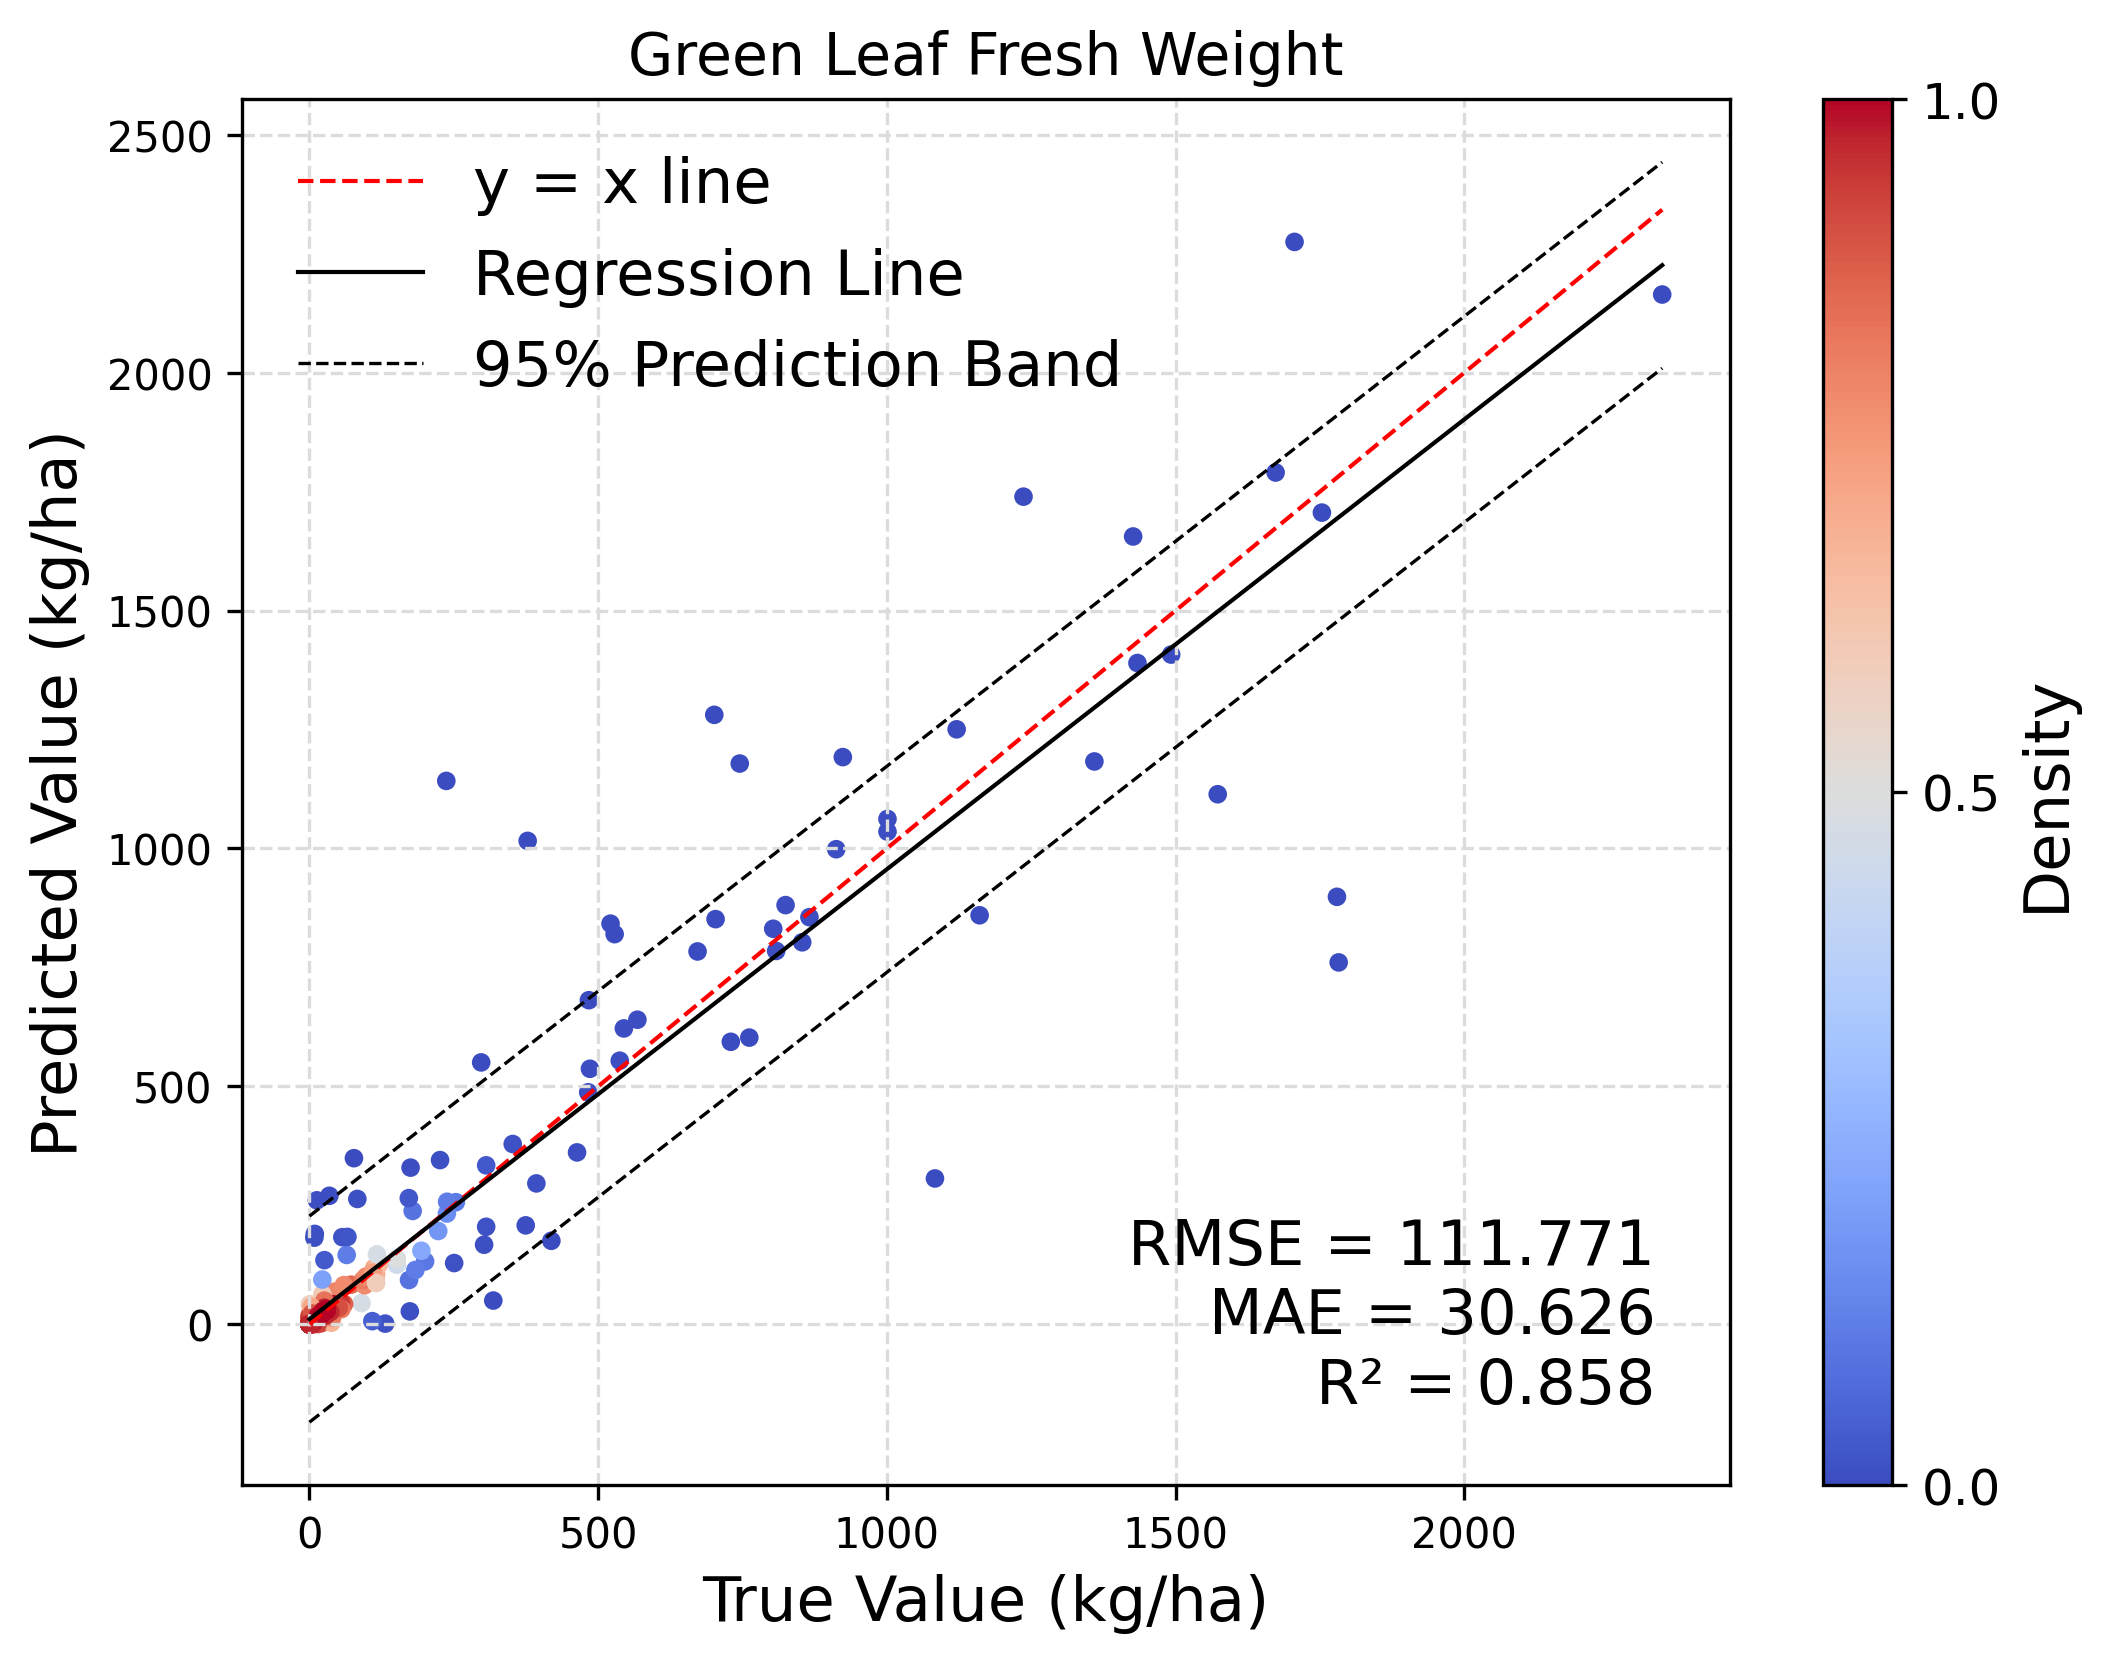 Green Leaf Fresh Weight
y = x line
Regression Line
95% Prediction Band
2500
2000
1500
1000
500
0
Predicted Value (kg/ha)
0
500
1000
1500
2000
True Value (kg/ha)
RMSE = 111.771
MAE = 30.626
R² = 0.858
1.0
0.5
0.0
Density